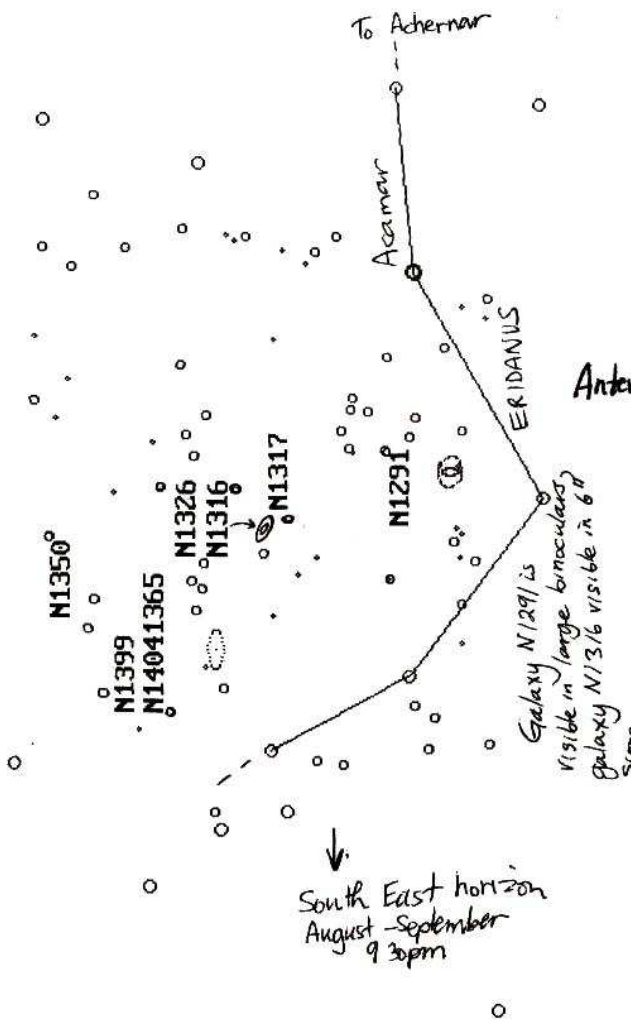 To Achernar
Acamar
ERIDANUS
N1317
N1291
N1326
N1316
N1350
N1399
N14041365
Galaxy N1291 is
visible in large binoculars,
galaxy N1316 visible in 6"
South East horizon
August - September
9 30pm